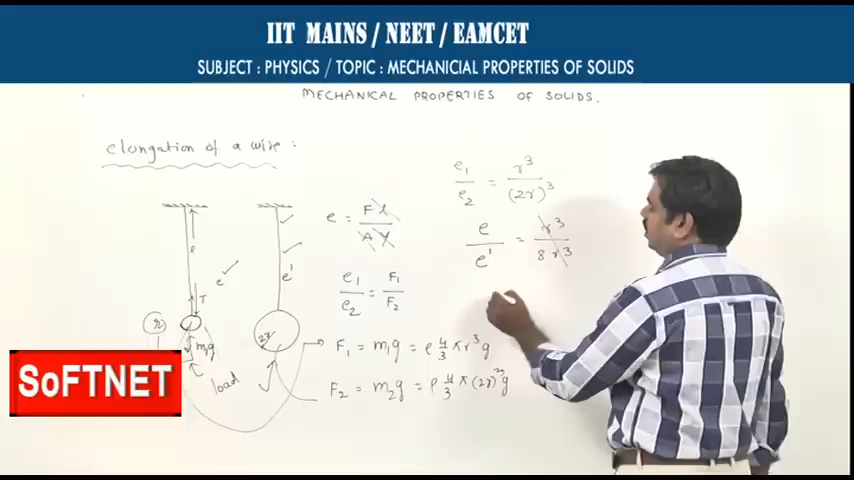 IIT MAINS / NEET / EAMCET
SUBJECT : PHYSICS / TOPIC : MECHANICIAL PROPERTIES OF SOLIDS
MECHANICAL PROPERTIES OF SOLIDS.
elongation of a wire :
e1/e2 = r³/(2r)³
e = Fl/AY
e/e' = r³/8r³
e1/e2 = F1/F2
l
e
e'
T
r
2r
m1g
load
F1 = m1g = ρ 4/3 π r³g
F2 = m2g = ρ 4/3 π (2r)³g
SoFTNET